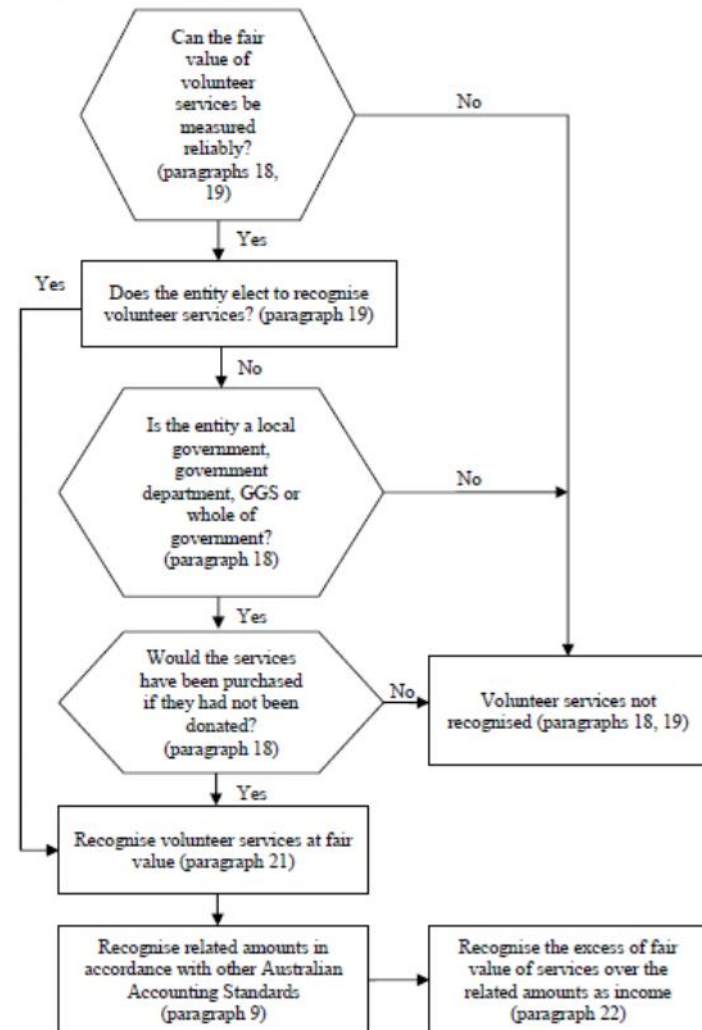 Can the fair
value of
volunteer
services be
measured
reliably?
(paragraphs 18,
19)
No
Yes
Yes
Does the entity elect to recognise
volunteer services? (paragraph 19)
No
Is the entity a local
government,
government
department, GGS or
whole of
government?
(paragraph 18)
No
Yes
Would the services
have been purchased
if they had not been
donated?
(paragraph 18)
No
Volunteer services not
recognised (paragraphs 18, 19)
Yes
Recognise volunteer services at fair
value (paragraph 21)
Recognise related amounts in
accordance with other Australian
Accounting Standards
(paragraph 9)
Recognise the excess of fair
value of services over the
related amounts as income
(paragraph 22)